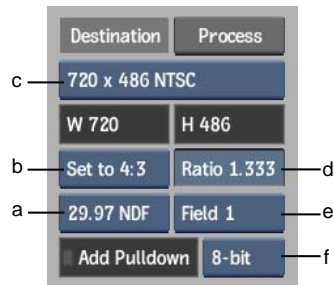 Destination Process
c 720 x 486 NTSC
W 720 H 486
b Set to 4:3 Ratio 1.333 d
a 29.97 NDF Field 1 e
Add Pulldown 8-bit f